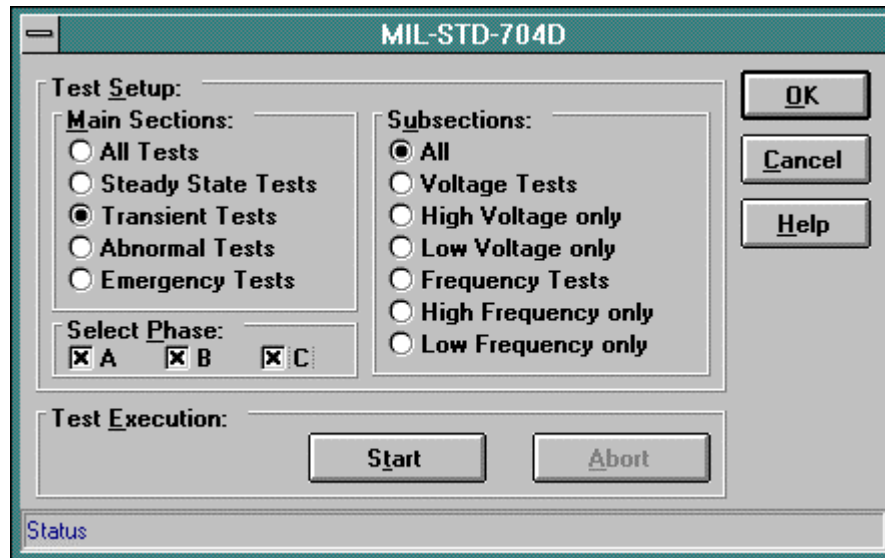 MIL-STD-704D
Test Setup:
Main Sections:
All Tests
Steady State Tests
Transient Tests
Abnormal Tests
Emergency Tests
Select Phase:
A B C
Subsections:
All
Voltage Tests
High Voltage only
Low Voltage only
Frequency Tests
High Frequency only
Low Frequency only
OK
Cancel
Help
Test Execution:
Start Abort
Status